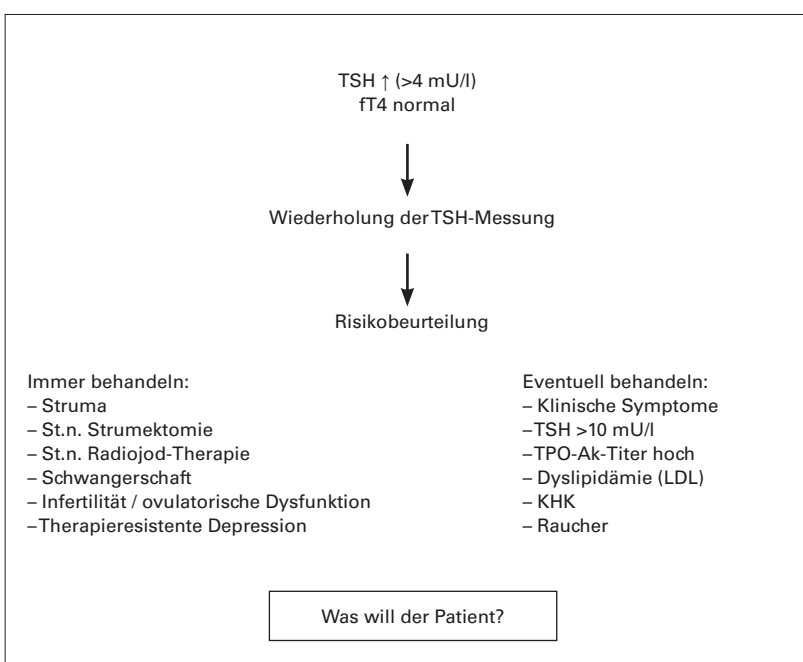 TSH ↑ (>4 mU/l)
fT4 normal
Wiederholung der TSH-Messung
Risikobeurteilung
Immer behandeln:
– Struma
– St.n. Strumektomie
– St.n. Radiojod-Therapie
– Schwangerschaft
– Infertilität / ovulatorische Dysfunktion
– Therapieresistente Depression
Eventuell behandeln:
– Klinische Symptome
– TSH >10 mU/l
– TPO-Ak-Titer hoch
– Dyslipidämie (LDL)
– KHK
– Raucher
Was will der Patient?